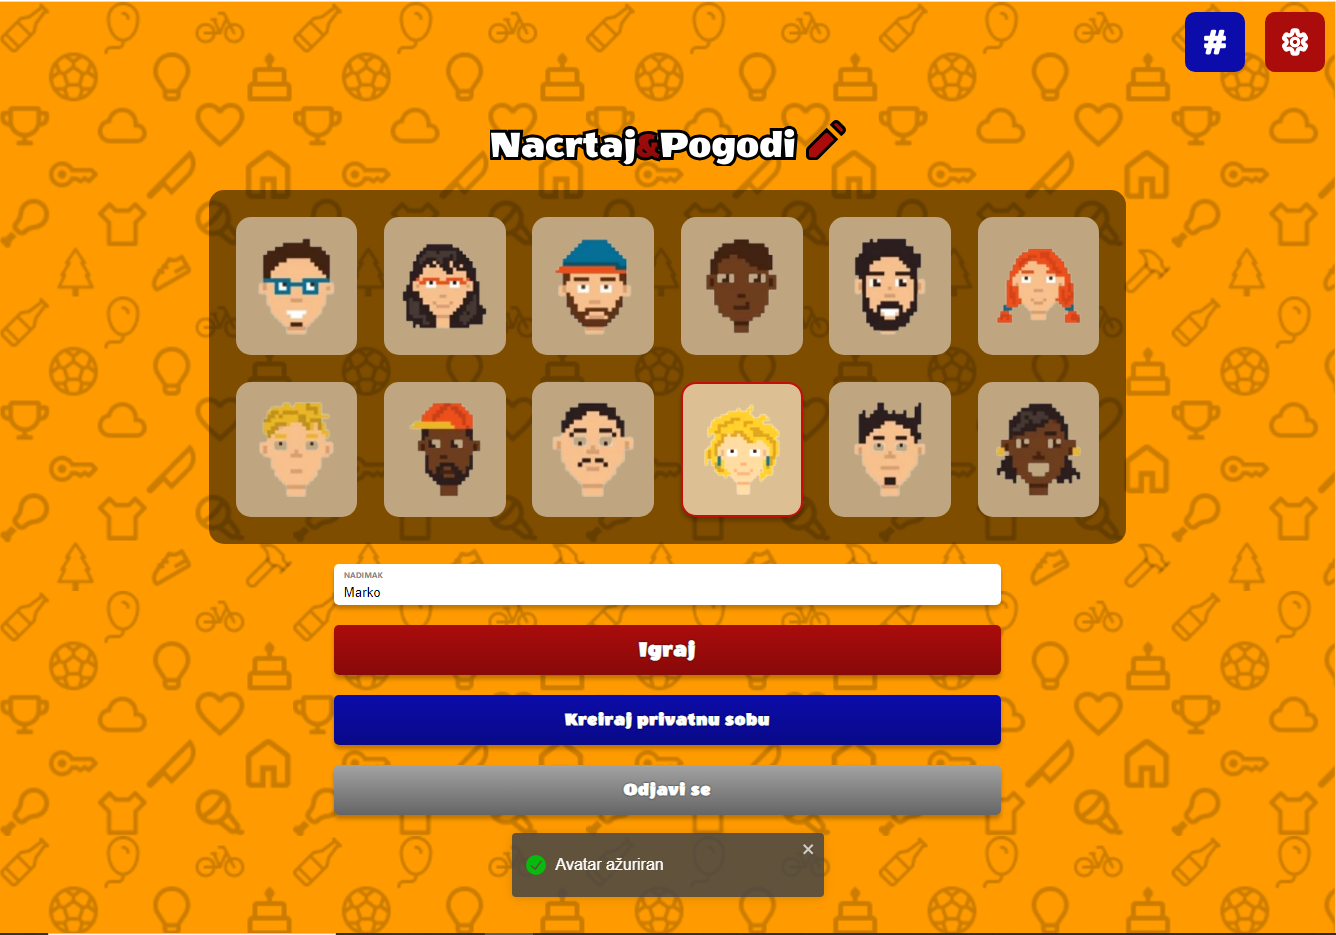 #
Nacrtaj&Pogodi
NADIMAK
Marko
Igraj
Kreiraj privatnu sobu
Odjavi se
Avatar ažuriran